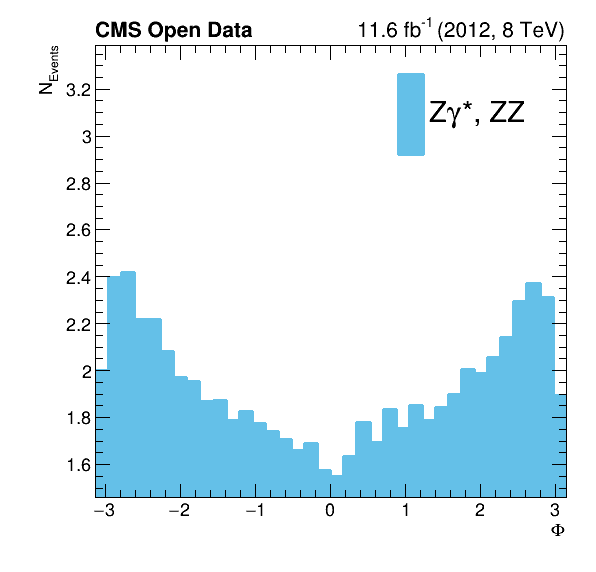 CMS Open Data 11.6 fb⁻¹ (2012, 8 TeV)
N_Events
Zγ*, ZZ
3.2
3
2.8
2.6
2.4
2.2
2
1.8
1.6
−3 −2 −1 0 1 2 3
Φ